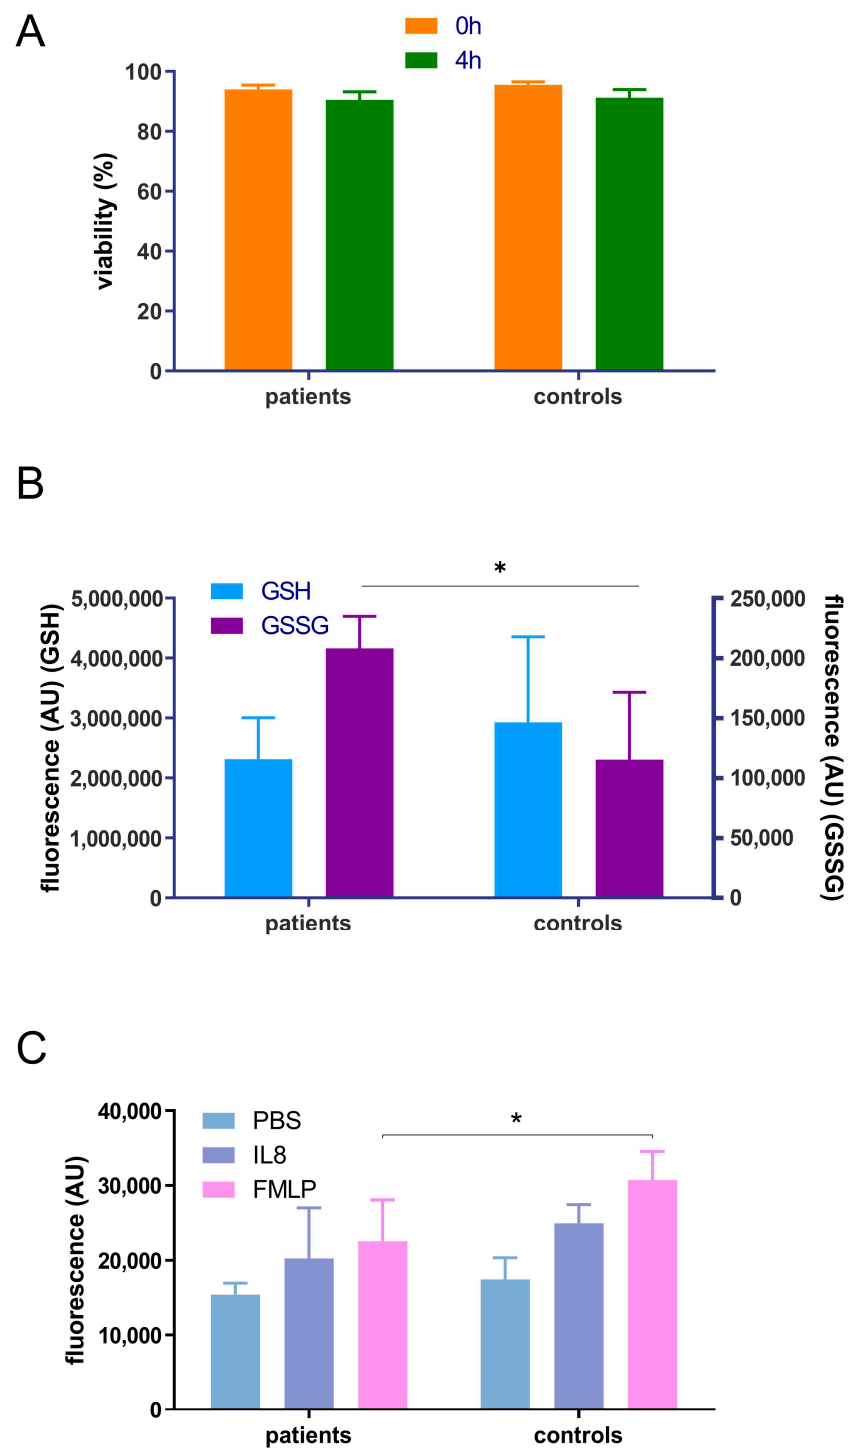 A
0h
4h
100
80
60
40
20
0
viability (%)
patients controls
B
*
GSH
GSSG
5,000,000
4,000,000
3,000,000
2,000,000
1,000,000
0
fluorescence (AU) (GSH)
250,000
200,000
150,000
100,000
50,000
0
fluorescence (AU) (GSSG)
patients controls
C
*
PBS
IL8
FMLP
40,000
30,000
20,000
10,000
0
fluorescence (AU)
patients controls